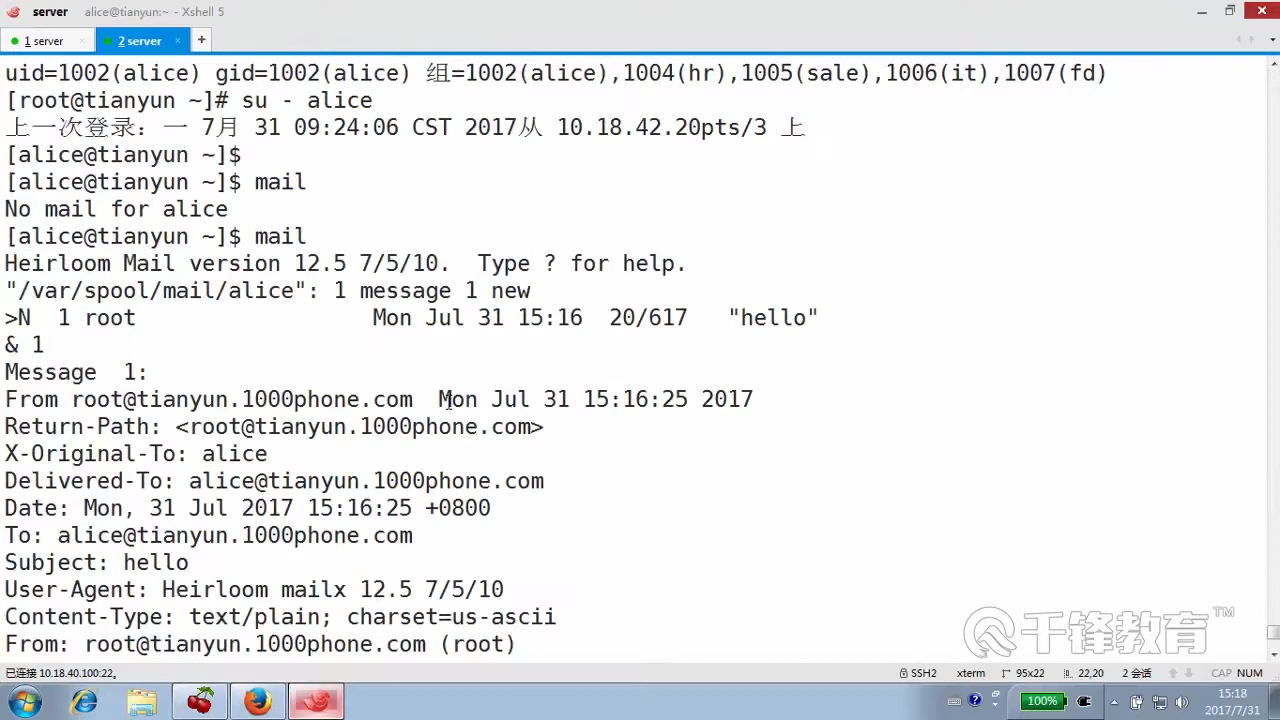 server alice@tianyun:~ - Xshell 5
1 server
2 server
uid=1002(alice) gid=1002(alice) 组=1002(alice),1004(hr),1005(sale),1006(it),1007(fd)
[root@tianyun ~]# su - alice
上一次登录：一 7月 31 09:24:06 CST 2017从 10.18.42.20pts/3 上
[alice@tianyun ~]$
[alice@tianyun ~]$ mail
No mail for alice
[alice@tianyun ~]$ mail
Heirloom Mail version 12.5 7/5/10.  Type ? for help.
"/var/spool/mail/alice": 1 message 1 new
>N  1 root                  Mon Jul 31 15:16  20/617   "hello"
& 1
Message  1:
From root@tianyun.1000phone.com  Mon Jul 31 15:16:25 2017
Return-Path: <root@tianyun.1000phone.com>
X-Original-To: alice
Delivered-To: alice@tianyun.1000phone.com
Date: Mon, 31 Jul 2017 15:16:25 +0800
To: alice@tianyun.1000phone.com
Subject: hello
User-Agent: Heirloom mailx 12.5 7/5/10
Content-Type: text/plain; charset=us-ascii
From: root@tianyun.1000phone.com (root)
千锋教育™
已连接 10.18.40.100:22。
SSH2
xterm
95x22
22,20
2 会话
CAP NUM
100%
15:18
2017/7/31